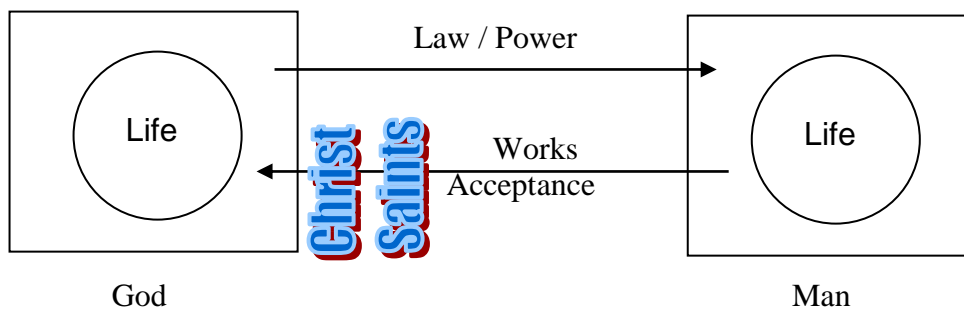 Law / Power
Life
Life
Christ
Saints
Works
Acceptance
God
Man